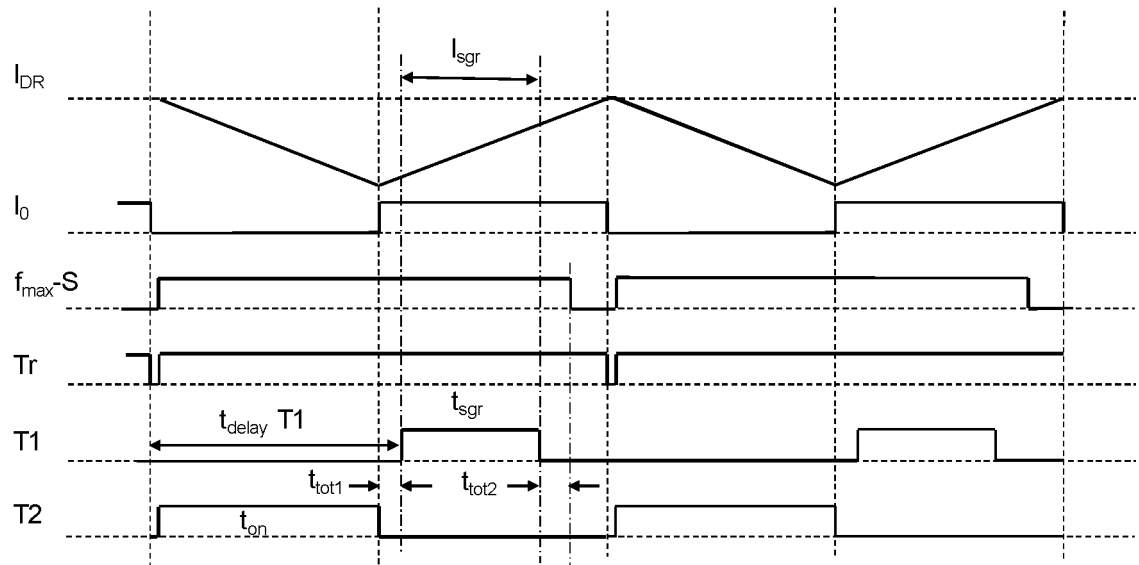 I_sgr
I_DR
I_0
f_max-S
Tr
t_sgr
t_delay T1
T1
t_tot1
t_tot2
T2
t_on